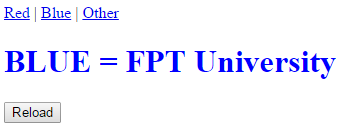 Red | Blue | Other
BLUE = FPT University
Reload